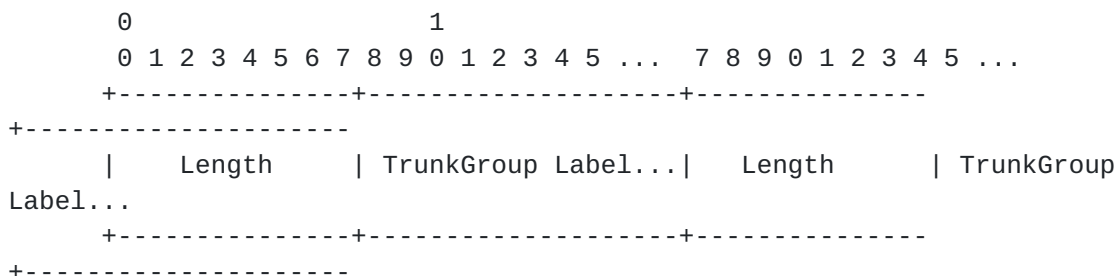 0                   1
       0 1 2 3 4 5 6 7 8 9 0 1 2 3 4 5 ...  7 8 9 0 1 2 3 4 5 ...
      +---------------+--------------------+---------------
+---------------------
      |    Length     | TrunkGroup Label...|   Length      | TrunkGroup
Label...
      +---------------+--------------------+---------------
+---------------------